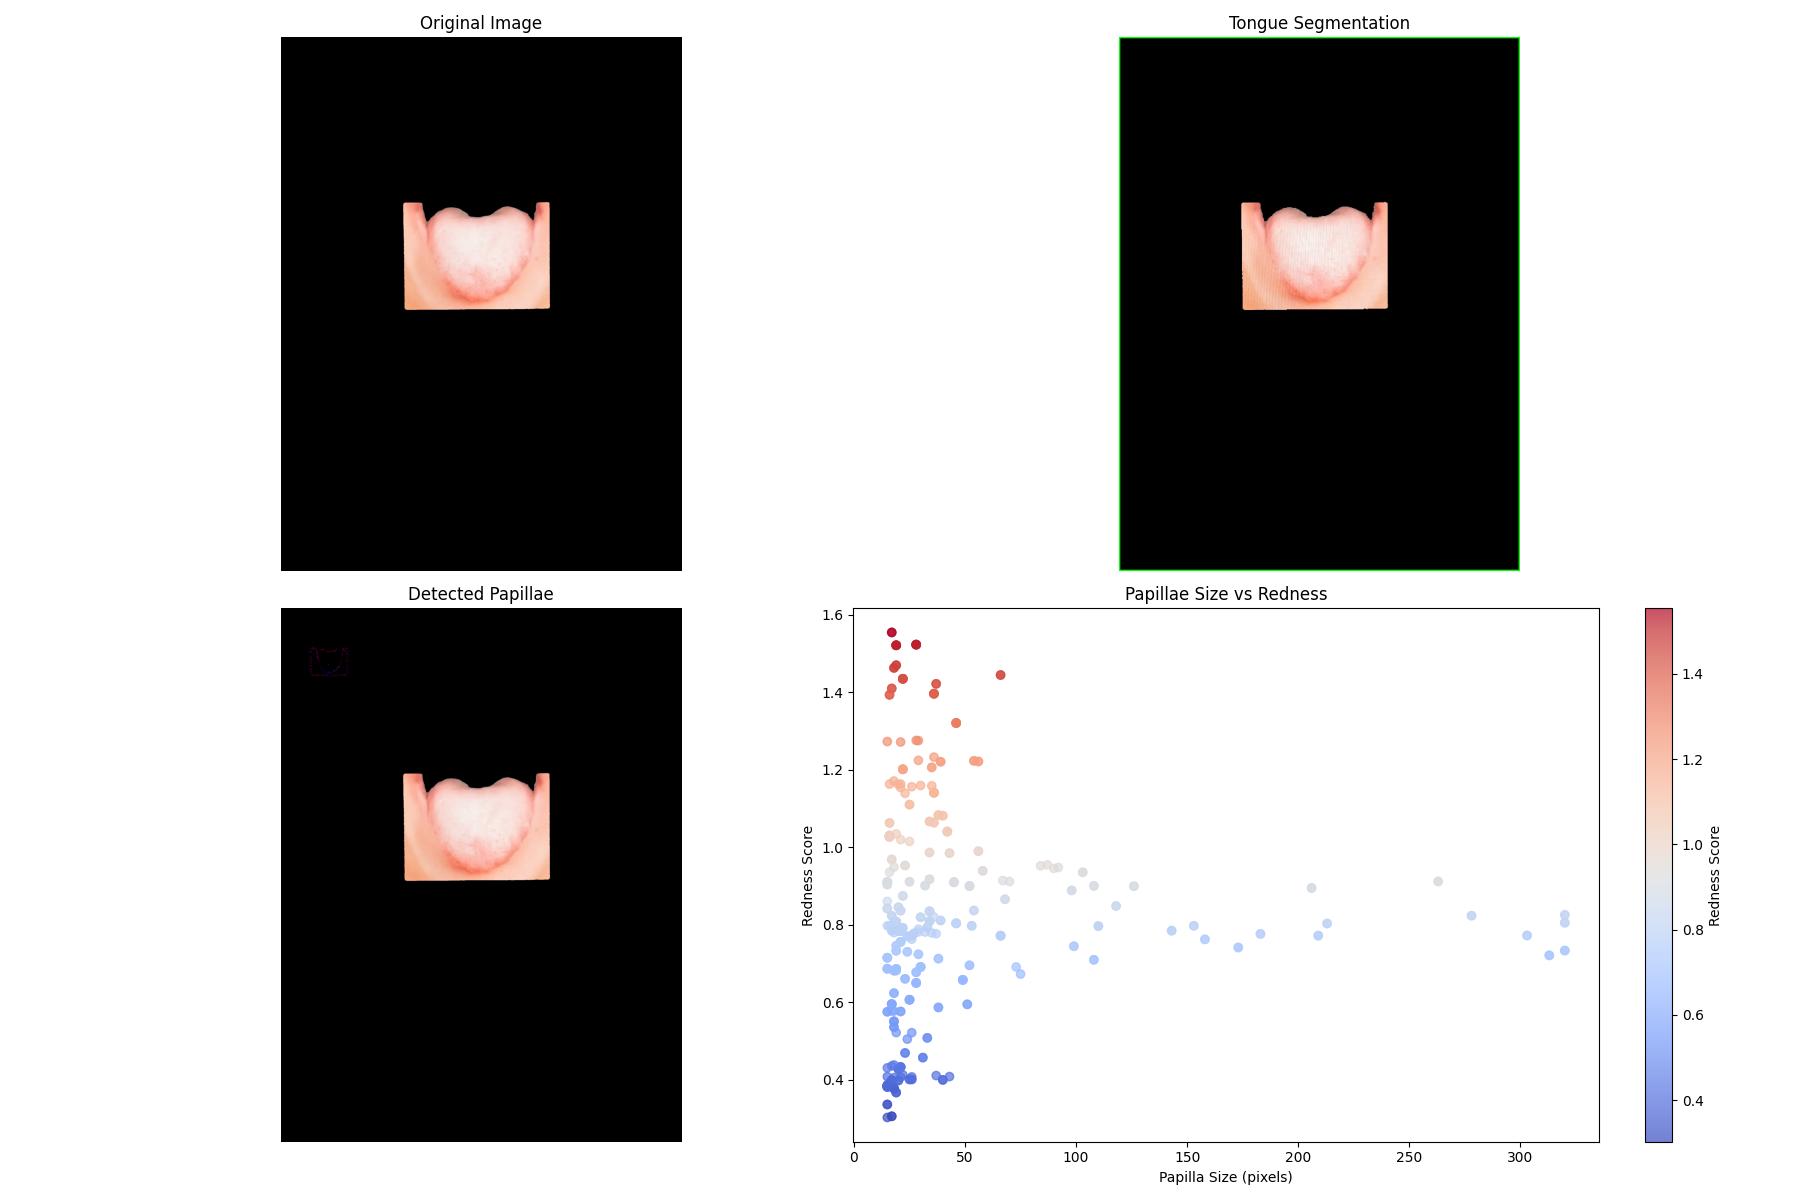 Original Image
Tongue Segmentation
Detected Papillae
Papillae Size vs Redness
1.6
1.4
1.2
1.0
0.8
0.6
0.4
Redness Score
0
50
100
150
200
250
300
Papilla Size (pixels)
1.4
1.2
1.0
0.8
0.6
0.4
Redness Score